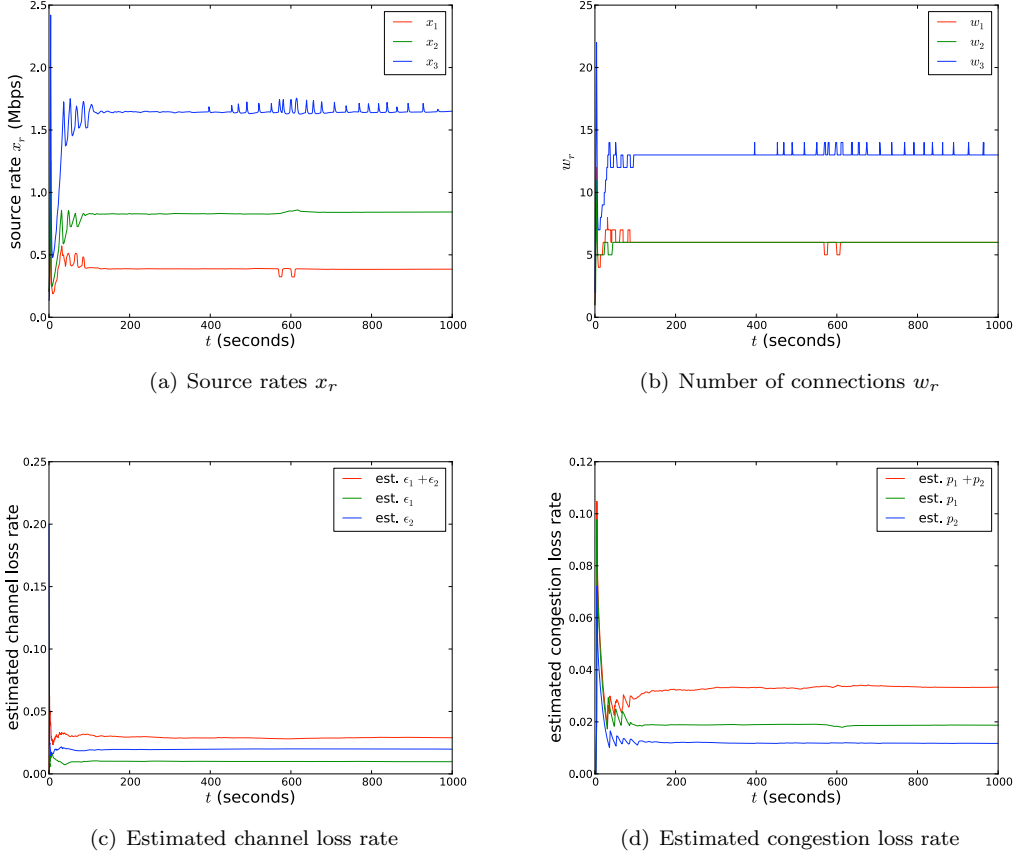 2.5
2.0
1.5
1.0
0.5
0.0
0
200
400
600
800
1000
source rate x_r (Mbps)
t (seconds)
x_1
x_2
x_3
(a) Source rates x_r
25
20
15
10
5
0
0
200
400
600
800
1000
w_r
t (seconds)
w_1
w_2
w_3
(b) Number of connections w_r
0.25
0.20
0.15
0.10
0.05
0.00
0
200
400
600
800
1000
estimated channel loss rate
t (seconds)
est. ϵ_1 + ϵ_2
est. ϵ_1
est. ϵ_2
(c) Estimated channel loss rate
0.12
0.10
0.08
0.06
0.04
0.02
0.00
0
200
400
600
800
1000
estimated congestion loss rate
t (seconds)
est. p_1 + p_2
est. p_1
est. p_2
(d) Estimated congestion loss rate